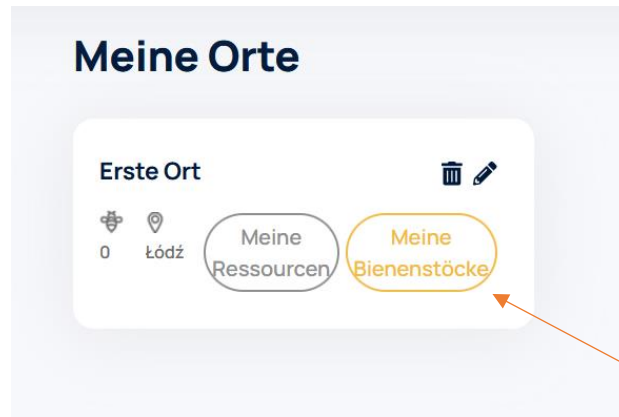 Meine Orte
Erste Ort
0 Łódź
Meine
Ressourcen
Meine
Bienenstöcke